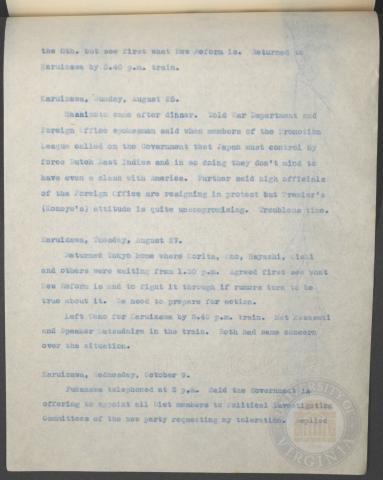 the 8th. but see first what New Reform is. Returned to
Karuizawa by 5.40 p.m. train.
Karuizawa, Sunday, August 25.
came after dinner. Told War Department and
Foreign Office spokesman said when members of the Promotion
League called on the Government that Japan must control by
force Dutch East Indies and in so doing they don't mind to
have even a clash with America. Further said high officials
of the Foreign Office are resigning in protest but Premier's
(Konoye's) attitude is quite uncompromising. Troublous time.
Karuizawa, Tuesday, August 27.
Returned Tokyo home where Morita, Hayashi,
and others were waiting from 1.30 p.m. Agreed first see what
New Reform is and to fight it through if rumors turn to be
true about it. We need to prepare for action.
Left Ueno for Karuizawa by 5.40 p.m. train. Met Kawasaki
and Speaker Matsudaira in the train. Both had same concern
over the situation.
Karuizawa, Wednesday, October 9.
Fukuzawa telephoned at 2 p.m. Said the Government is
offering to appoint all Diet members to Political Investigation
Committees of the new party requesting my toleration. Replied
UNIVERSITY OF
VIRGINIA